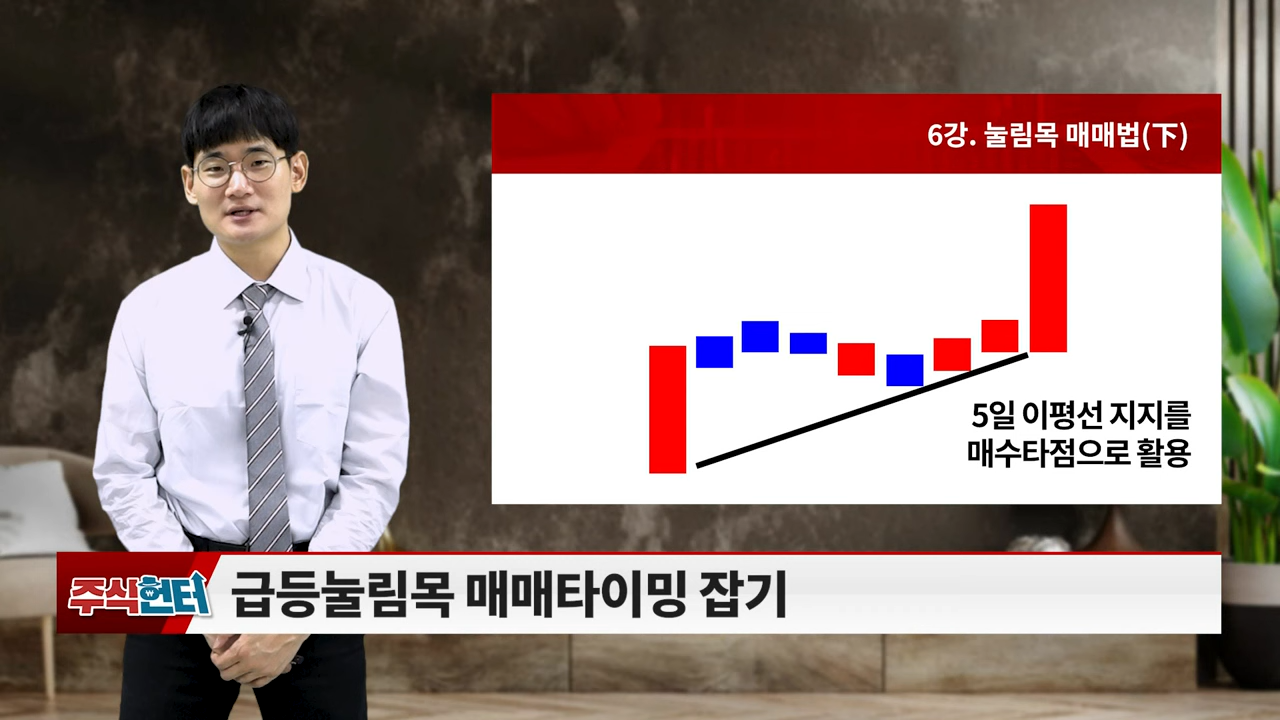 6강. 눌림목 매매법(下)
5일 이평선 지지를
매수타점으로 활용
주식헌터
급등눌림목 매매타이밍 잡기